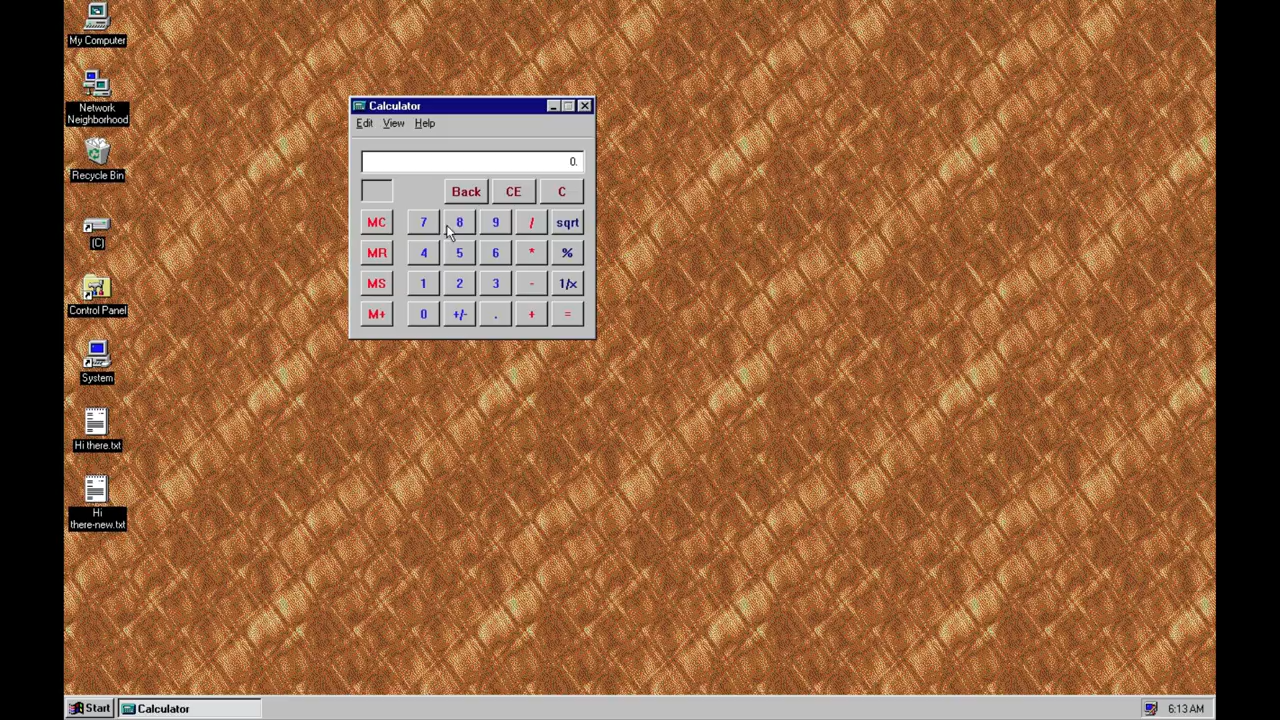 My Computer
Network
Neighborhood
Recycle Bin
(C)
Control Panel
System
Hi there.txt
Hi
there-new.txt
Calculator
Edit View Help
0.
Back CE C
MC 7 8 9 / sqrt
MR 4 5 6 * %
MS 1 2 3 - 1/x
M+ 0 +/- . + =
Start Calculator 6:13 AM